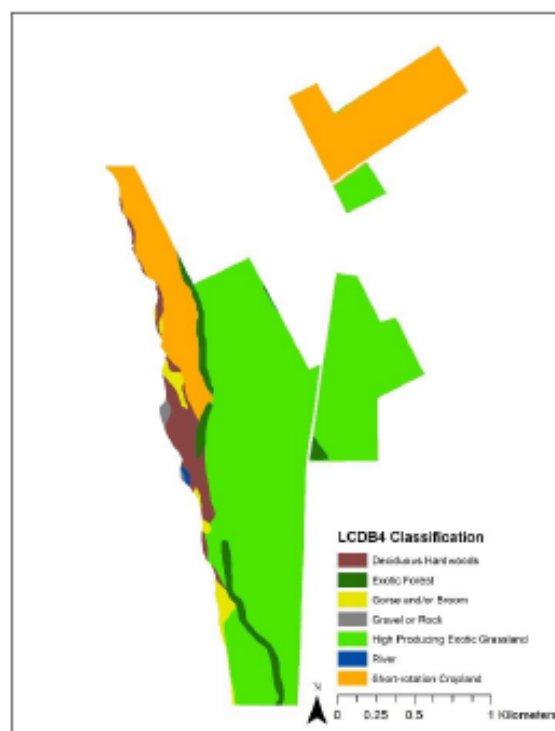 LCDB4 Classification
Deciduous Hardwoods
Exotic Forest
Gorse and/or Broom
Gravel or Rock
High Producing Exotic Grassland
River
Short-rotation Cropland
N
0 0.25 0.5 1 Kilometers